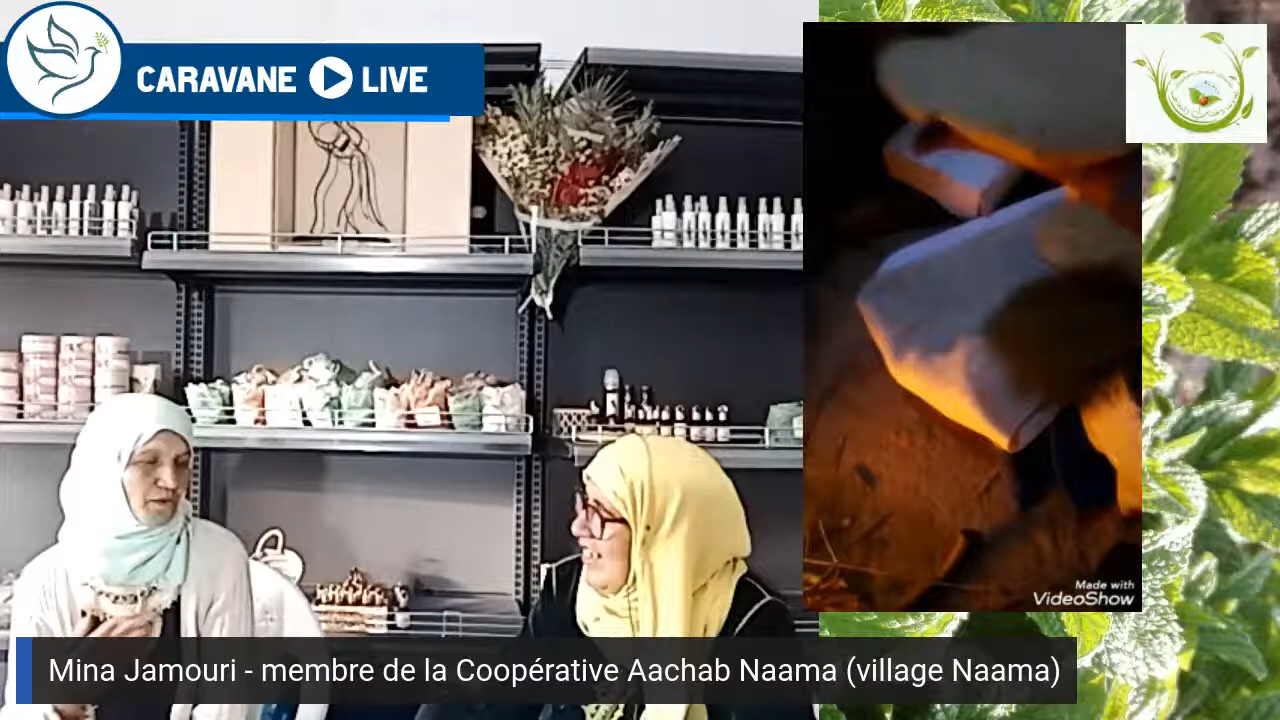 CARAVANE LIVE
Made with
VideoShow
Mina Jamouri - membre de la Coopérative Aachab Naama (village Naama)